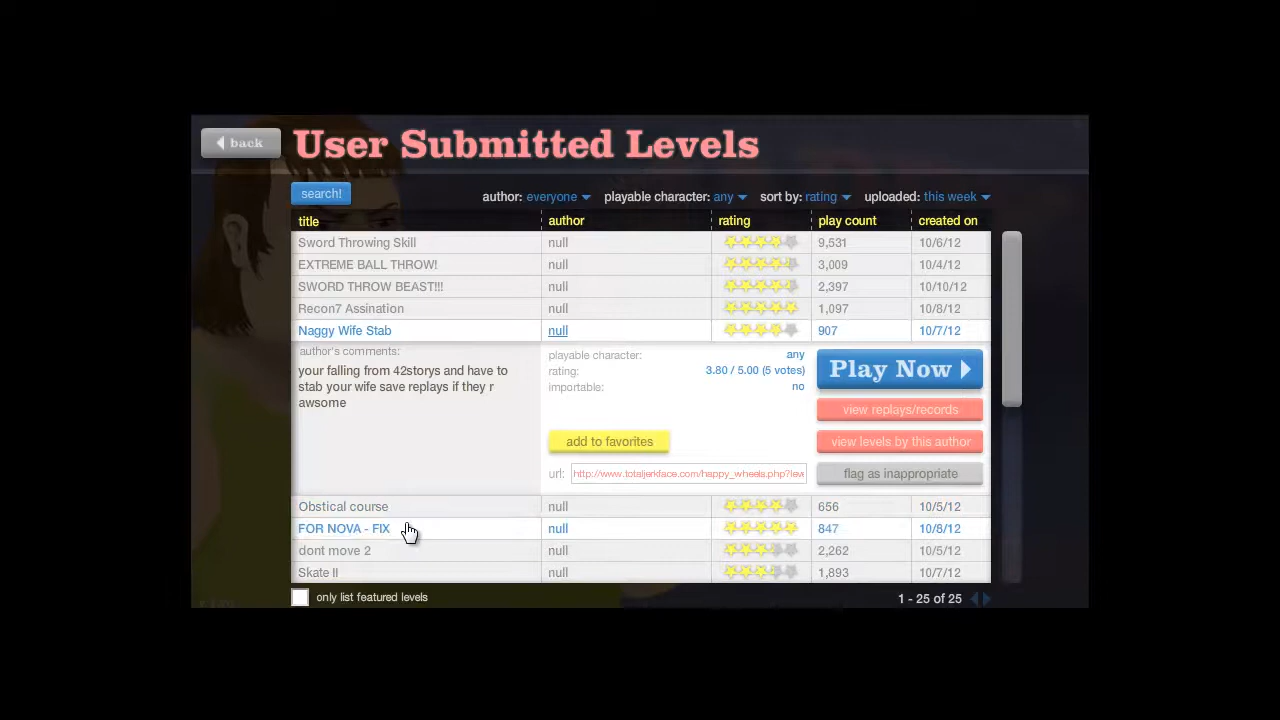 back
User Submitted Levels
search!
author: everyone playable character: any sort by: rating uploaded: this week
title author rating play count created on
Sword Throwing Skill null 9,531 10/6/12
EXTREME BALL THROW! null 3,009 10/4/12
SWORD THROW BEAST!!! null 2,397 10/10/12
Recon7 Assination null 1,097 10/8/12
Naggy Wife Stab null 907 10/7/12
author's comments:
your falling from 42storys and have to
stab your wife save replays if they r
awsome
playable character: any
rating: 3.80 / 5.00 (5 votes)
importable: no
add to favorites
url: http://www.totaljerkface.com/happy_wheels.php?leve
Play Now
view replays/records
view levels by this author
flag as inappropriate
Obstical course null 656 10/5/12
FOR NOVA - FIX null 847 10/8/12
dont move 2 null 2,262 10/5/12
Skate II null 1,893 10/7/12
only list featured levels
1 - 25 of 25